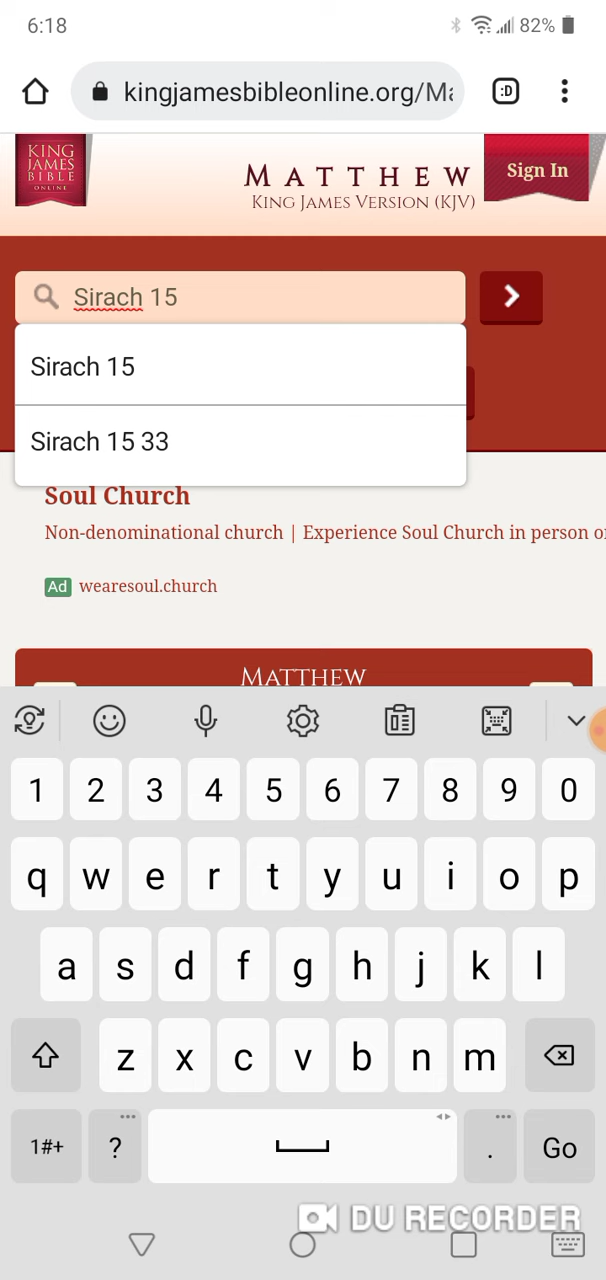 6:18
82%
kingjamesbibleonline.org/Ma
:D
KING
JAMES
BIBLE
ONLINE
MATTHEW
KING JAMES VERSION (KJV)
Sign In
Sirach 15
Sirach 15
Sirach 15 33
Soul Church
Non-denominational church | Experience Soul Church in person o
Ad wearesoul.church
MATTHEW
1 2 3 4 5 6 7 8 9 0
q w e r t y u i o p
a s d f g h j k l
z x c v b n m
1#+ ? . Go
DU RECORDER